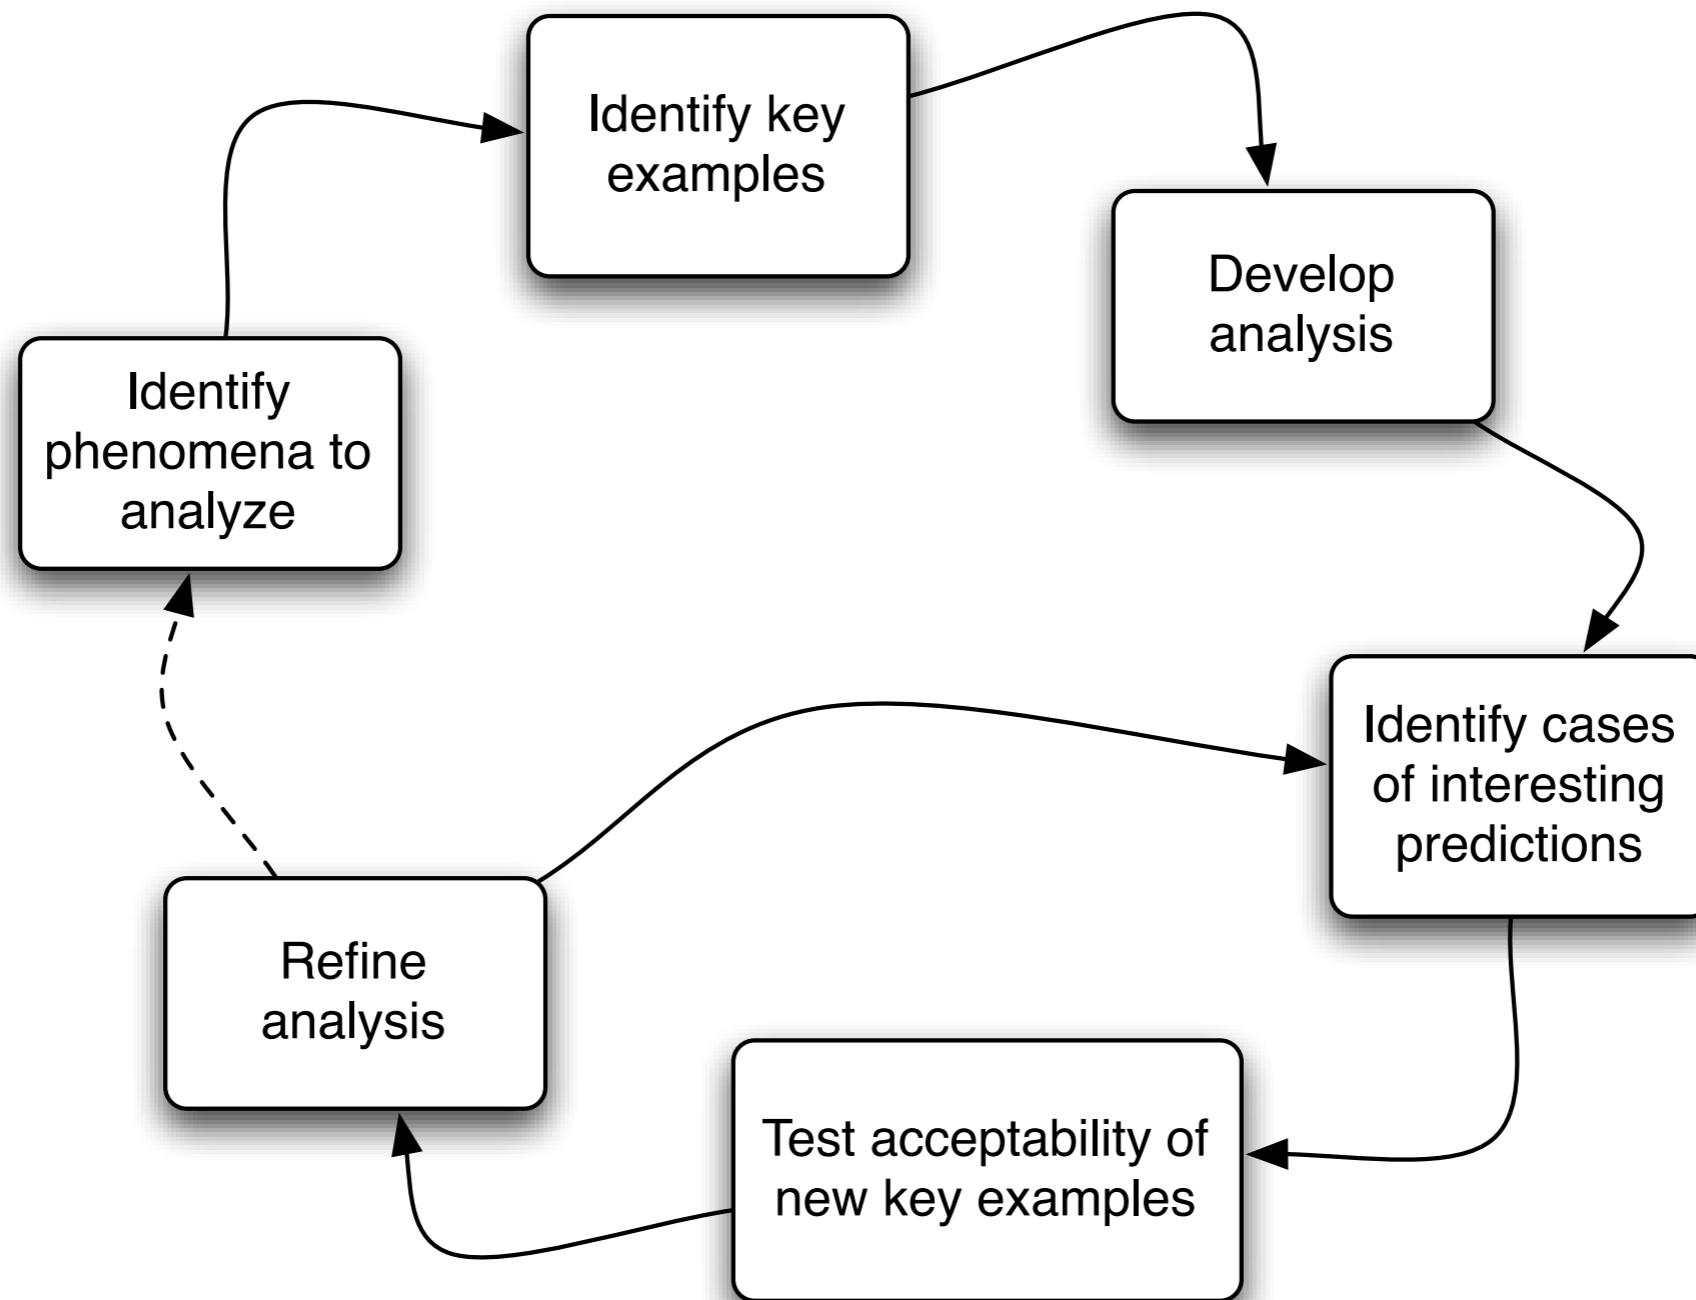 Identify key
examples
Develop
analysis
Identify
phenomena to
analyze
Identify cases
of interesting
predictions
Refine
analysis
Test acceptability of
new key examples